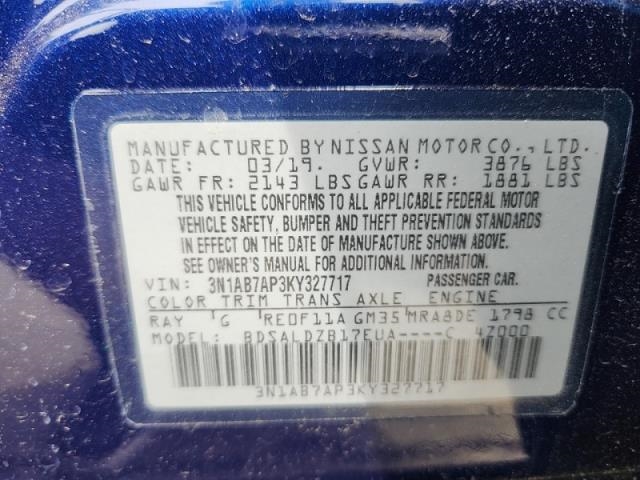 MANUFACTURED BY NISSAN MOTOR CO., LTD.
DATE: 03/19. GVWR: 3876 LBS
GAWR FR: 2143 LBS GAWR RR: 1881 LBS
THIS VEHICLE CONFORMS TO ALL APPLICABLE FEDERAL MOTOR
VEHICLE SAFETY, BUMPER AND THEFT PREVENTION STANDARDS
IN EFFECT ON THE DATE OF MANUFACTURE SHOWN ABOVE.
SEE OWNER'S MANUAL FOR ADDITIONAL INFORMATION.
VIN: 3N1AB7AP3KY327717 PASSENGER CAR.
COLOR TRIM TRANS AXLE ENGINE
RAY G RE0F11A GM35 MRA8DE 1798 CC
MODEL: BDSALDZB17EUA----C 47000
3N1AB7AP3KY327717